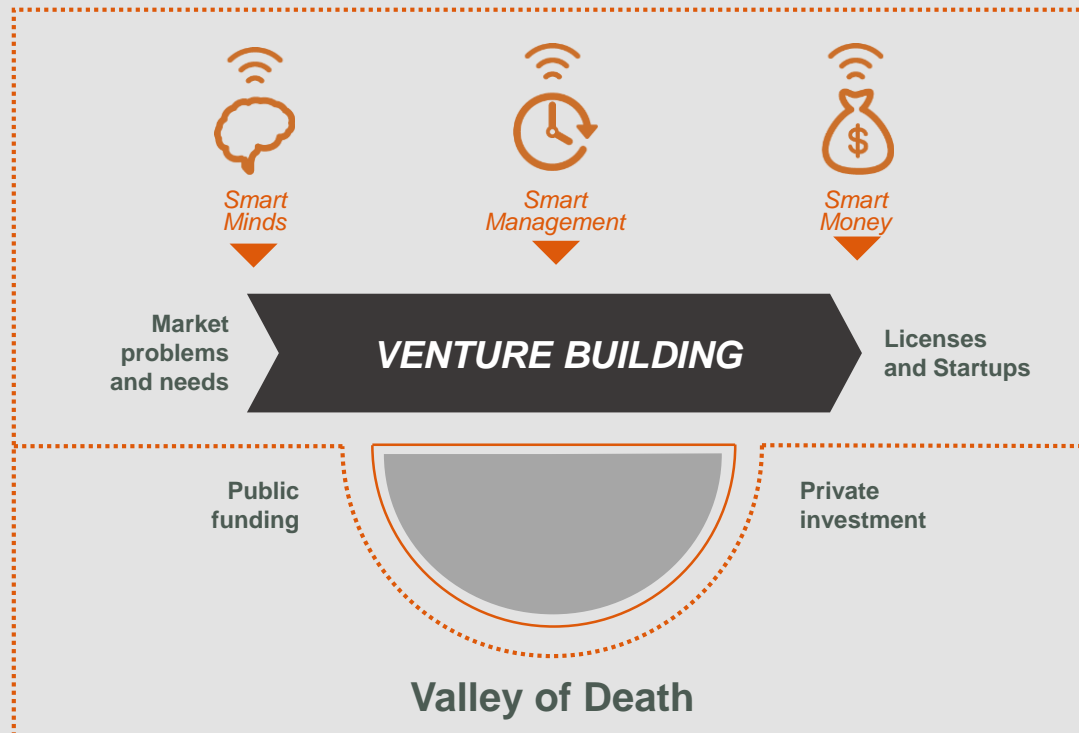 Smart
Minds
Smart
Management
$
Smart
Money
Market
problems
and needs
VENTURE BUILDING
Licenses
and Startups
Public
funding
Private
investment
Valley of Death